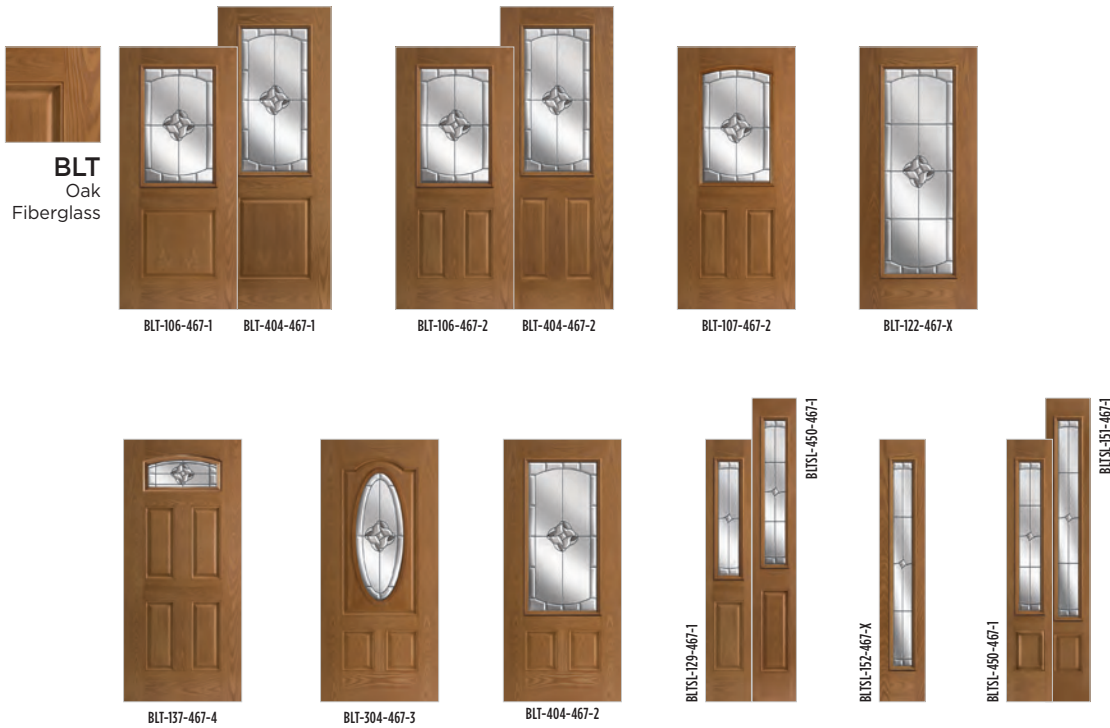 BLT
Oak
Fiberglass
BLT-106-467-1
BLT-404-467-1
BLT-106-467-2
BLT-404-467-2
BLT-107-467-2
BLT-122-467-X
BLT-137-467-4
BLT-304-467-3
BLT-404-467-2
BLTSL-129-467-1
BLTSL-450-467-1
BLTSL-152-467-X
BLTSL-450-467-1
BLTSL-151-467-1